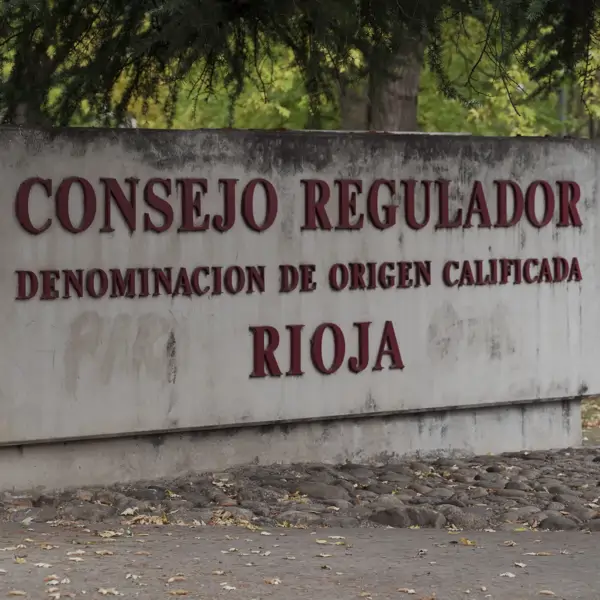 CONSEJO REGULADOR
DENOMINACION DE ORIGEN CALIFICADA
RIOJA